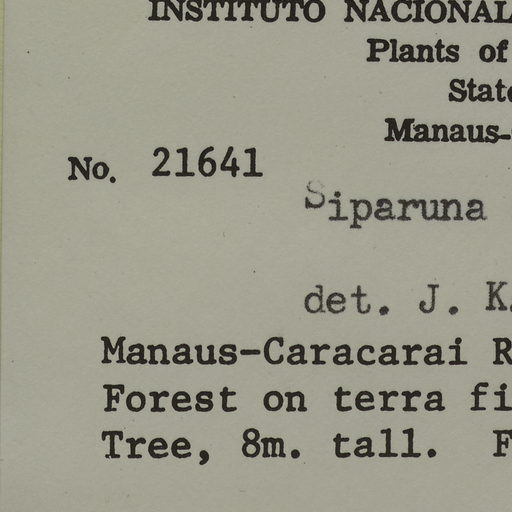 INSTITUTO NACIONAL
Plants of
State
Manaus-
No. 21641
Siparuna
det. J. K.
Manaus-Caracarai R
Forest on terra fi
Tree, 8m. tall. F